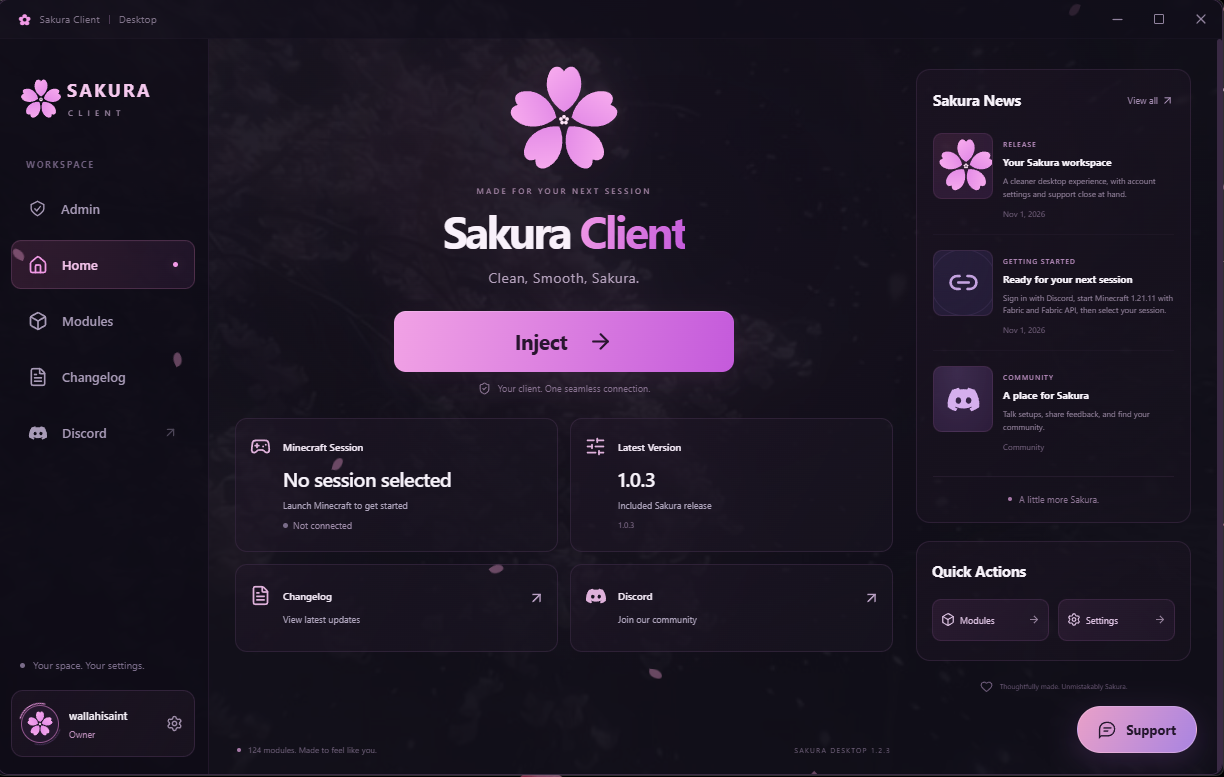 Sakura Client | Desktop
SAKURA
CLIENT
WORKSPACE
Admin
Home
Modules
Changelog
Discord
Your space. Your settings.
wallahisaint
Owner
MADE FOR YOUR NEXT SESSION
Sakura Client
Clean, Smooth, Sakura.
Inject
Your client. One seamless connection.
Minecraft Session
No session selected
Launch Minecraft to get started
Not connected
Latest Version
1.0.3
Included Sakura release
1.0.3
Changelog
View latest updates
Discord
Join our community
124 modules. Made to feel like you.
SAKURA DESKTOP 1.2.3
Sakura News
View all
RELEASE
Your Sakura workspace
A cleaner desktop experience, with account
settings and support close at hand.
Nov 1, 2026
GETTING STARTED
Ready for your next session
Sign in with Discord, start Minecraft 1.21.11 with
Fabric and Fabric API, then select your session.
Nov 1, 2026
COMMUNITY
A place for Sakura
Talk setups, share feedback, and find your
community.
Community
A little more Sakura.
Quick Actions
Modules
Settings
Thoughtfully made. Unmistakably Sakura.
Support